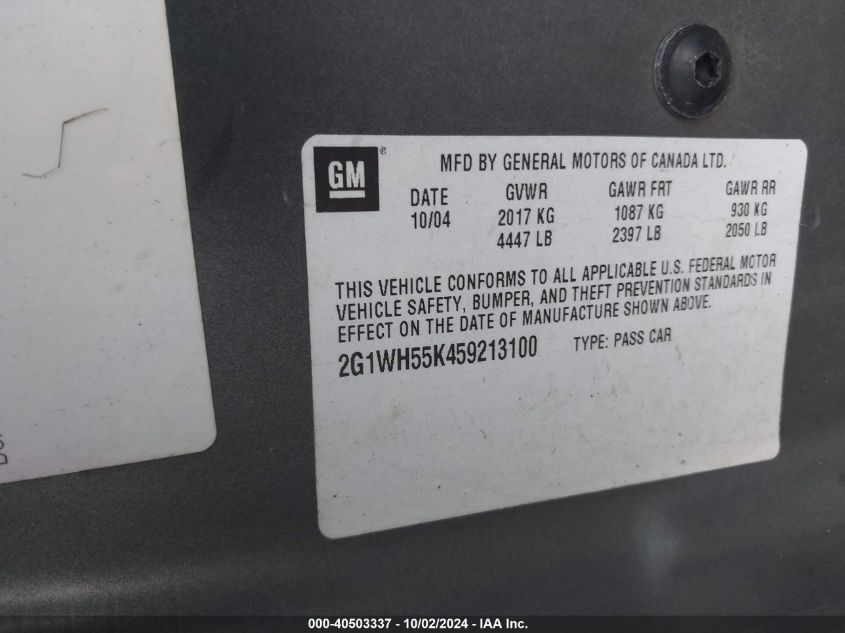 GM®
MFD BY GENERAL MOTORS OF CANADA LTD.
DATE GVWR GAWR FRT GAWR RR
10/04 2017 KG 1087 KG 930 KG
4447 LB 2397 LB 2050 LB
THIS VEHICLE CONFORMS TO ALL APPLICABLE U.S. FEDERAL MOTOR
VEHICLE SAFETY, BUMPER, AND THEFT PREVENTION STANDARDS IN
EFFECT ON THE DATE OF MANUFACTURE SHOWN ABOVE.
2G1WH55K459213100 TYPE: PASS CAR
000-40503337 - 10/02/2024 - IAA Inc.